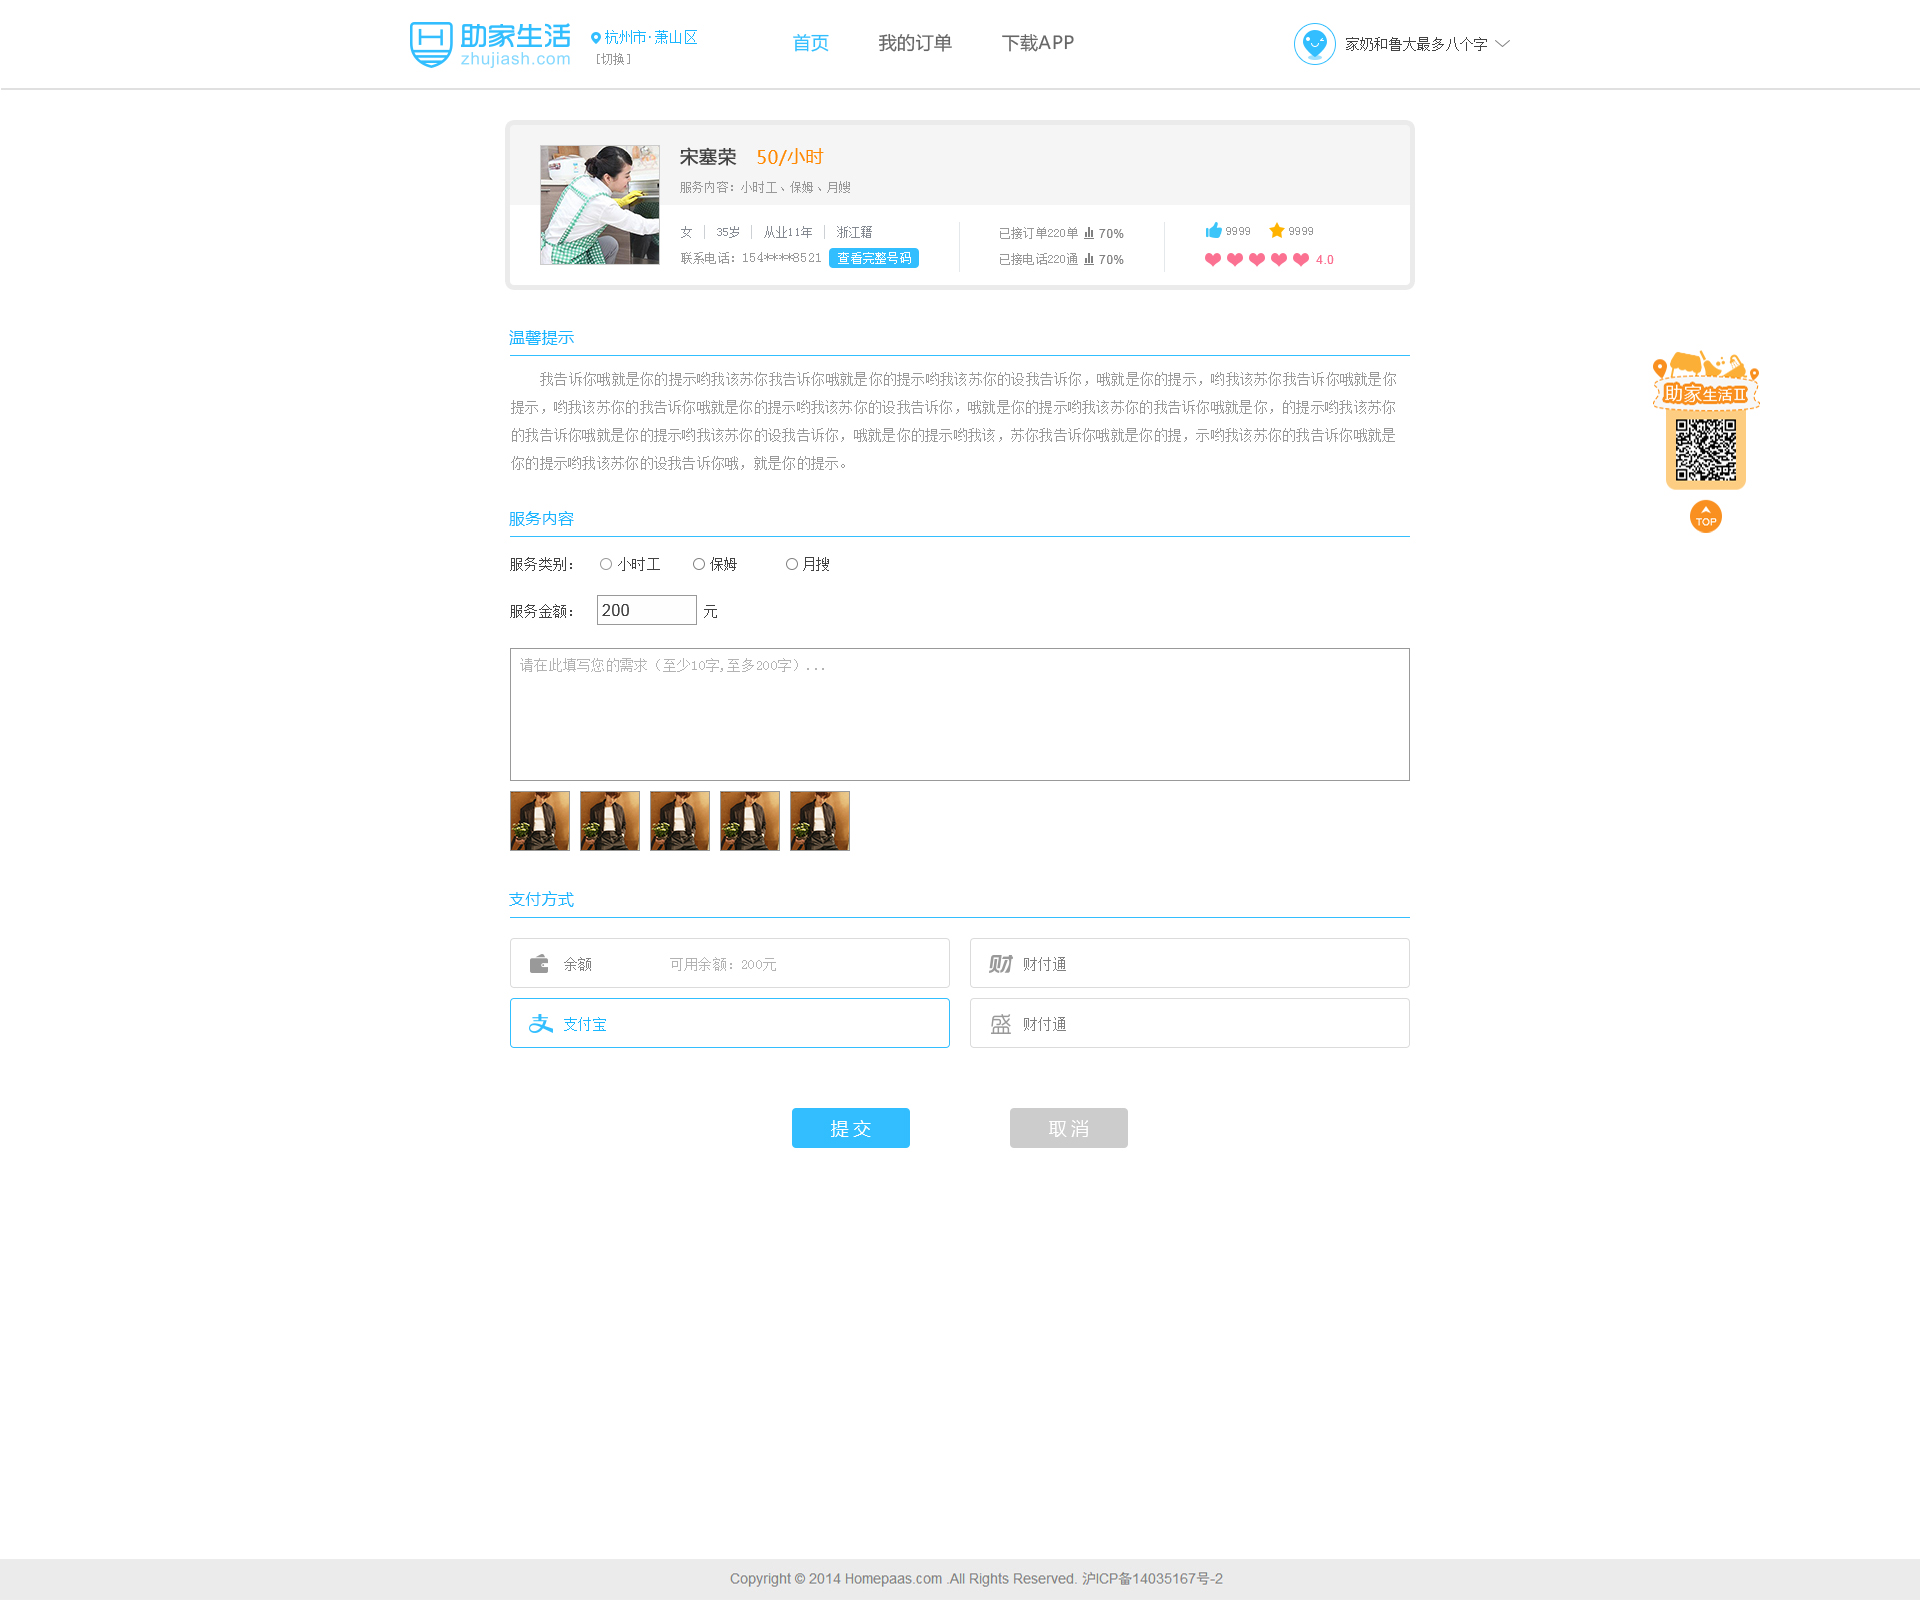 助家生活
zhujiash.com
杭州市·萧山区
[切换]
首页 我的订单 下载APP
家奶和鲁大最多八个字
宋塞荣 50/小时
服务内容：小时工、保姆、月嫂
女 | 35岁 | 从业11年 | 浙江籍
联系电话：154****8521 查看完整号码
已接订单220单 70%
已接电话220通 70%
9999 9999
4.0
温馨提示
我告诉你哦就是你的提示哟我该苏你我告诉你哦就是你的提示哟我该苏你的设我告诉你，哦就是你的提示，哟我该苏你我告诉你哦就是你
提示，哟我该苏你的我告诉你哦就是你的提示哟我该苏你的设我告诉你，哦就是你的提示哟我该苏你的我告诉你哦就是你，的提示哟我该苏你
的我告诉你哦就是你的提示哟我该苏你的设我告诉你，哦就是你的提示哟我该，苏你我告诉你哦就是你的提，示哟我该苏你的我告诉你哦就是
你的提示哟我该苏你的设我告诉你哦，就是你的提示。
助家生活II
TOP
服务内容
服务类别： 小时工 保姆 月搜
服务金额： 200 元
请在此填写您的需求（至少10字,至多200字）...
支付方式
余额 可用余额：200元
财 财付通
支 支付宝
盛 财付通
提交 取消
Copyright © 2014 Homepaas.com .All Rights Reserved. 沪ICP备14035167号-2